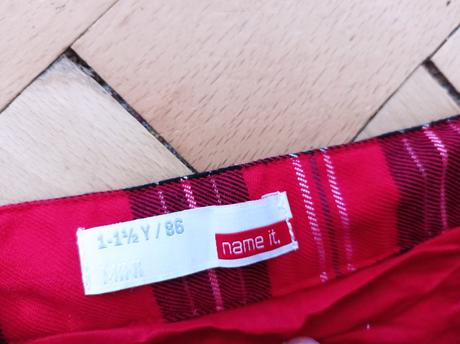 1-1½ Y / 86
MINI
name it.